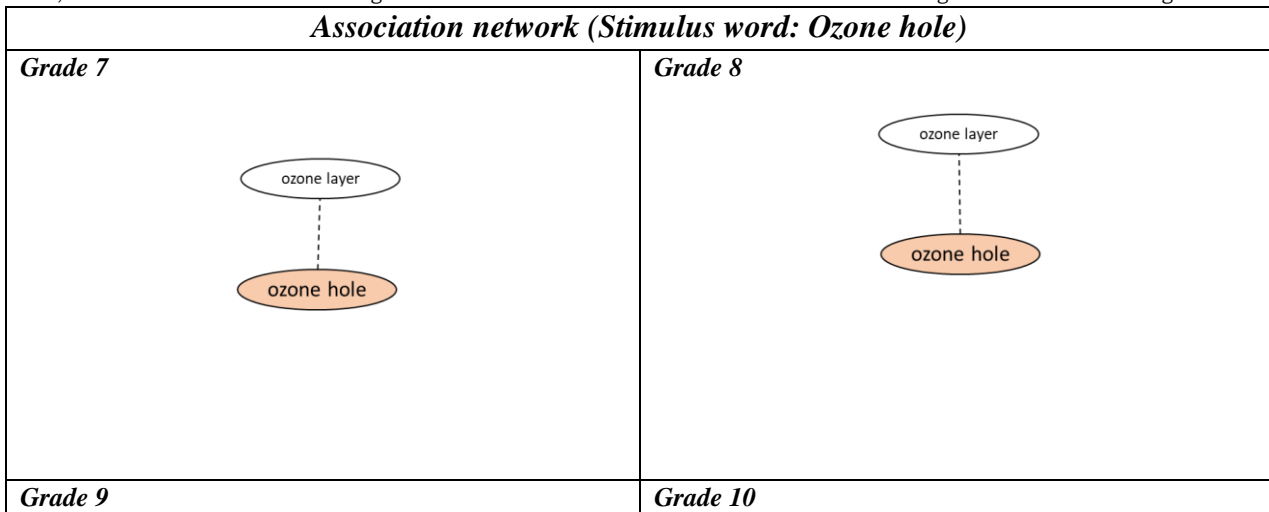 Association network (Stimulus word: Ozone hole)
Grade 7
Grade 8
ozone layer
ozone layer
ozone hole
ozone hole
Grade 9
Grade 10